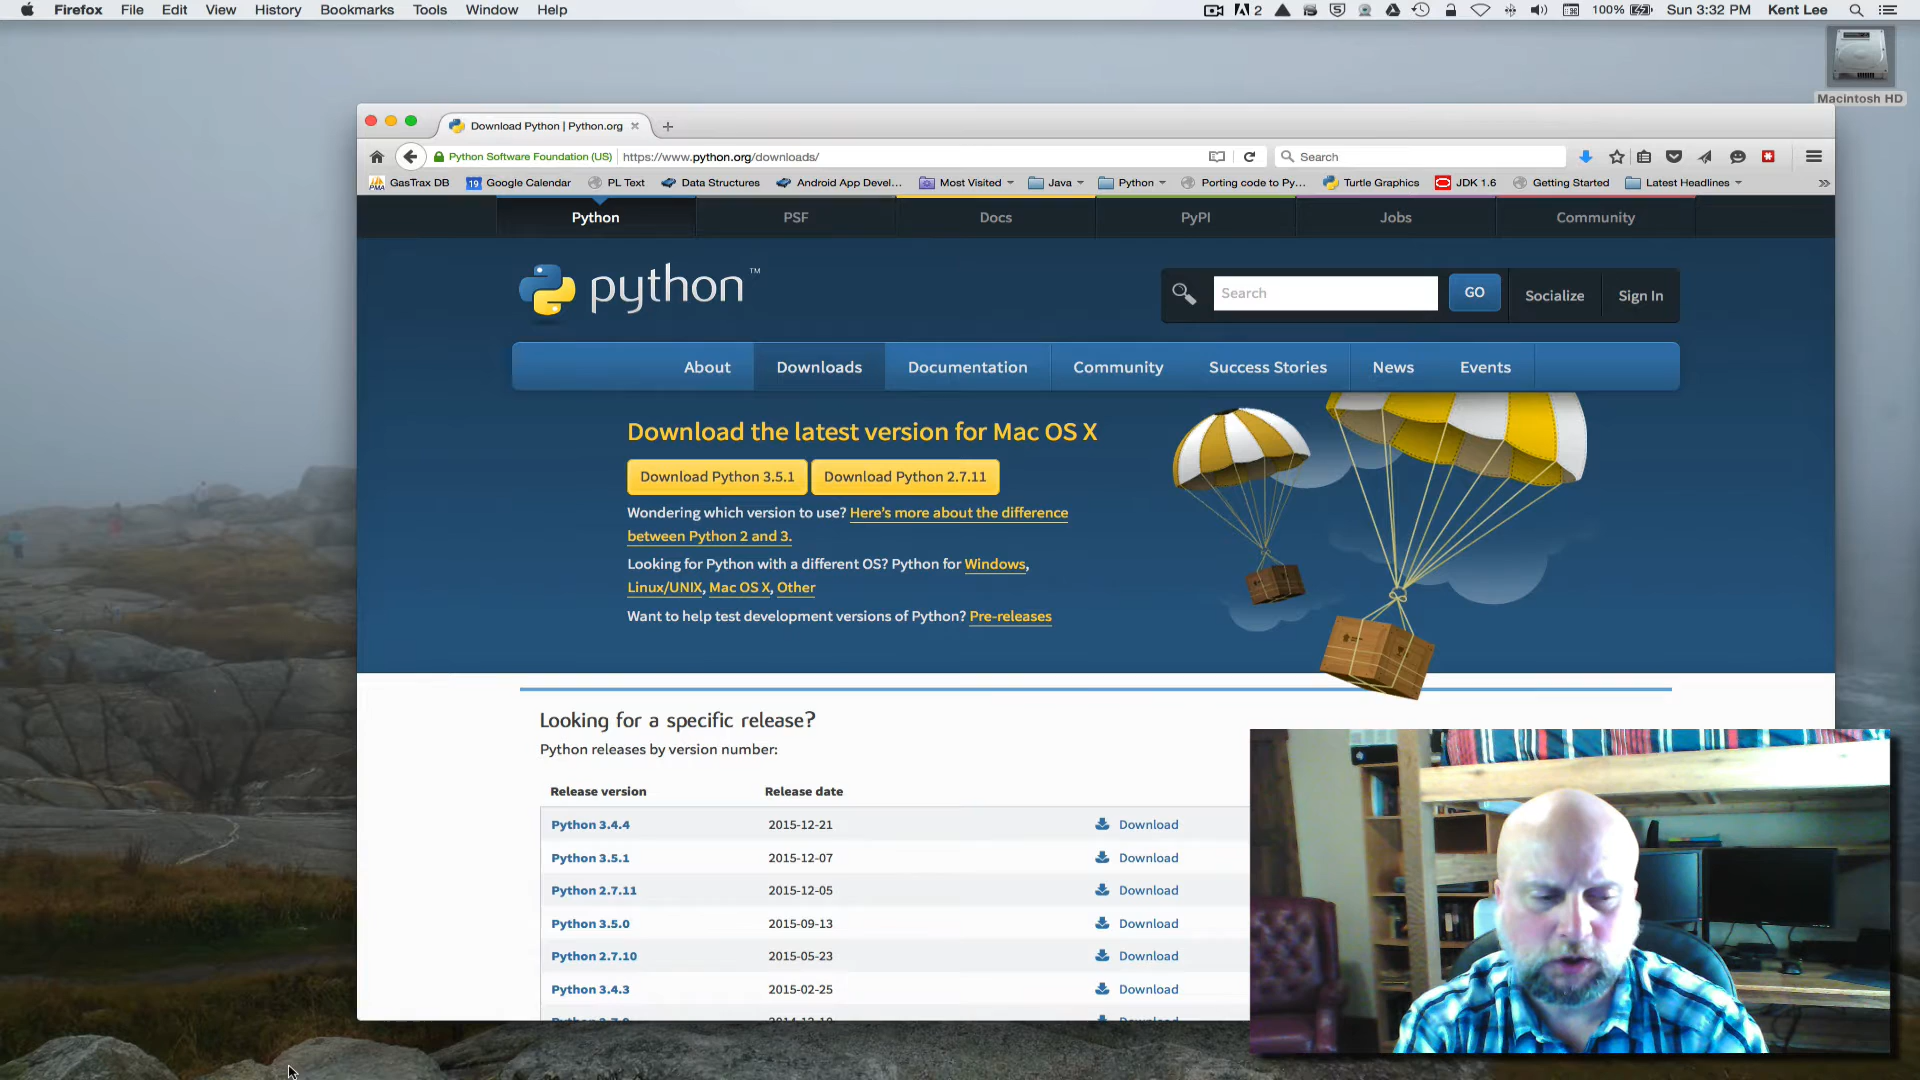 Firefox File Edit View History Bookmarks Tools Window Help 2 100% Sun 3:32 PM Kent Lee
Macintosh HD
Download Python | Python.org
Python Software Foundation (US) https://www.python.org/downloads/ Search
GasTrax DB 19 Google Calendar PL Text Data Structures Android App Devel... Most Visited Java Python Porting code to Py... Turtle Graphics JDK 1.6 Getting Started Latest Headlines
Python PSF Docs PyPI Jobs Community
python™
Search GO Socialize Sign In
About Downloads Documentation Community Success Stories News Events
Download the latest version for Mac OS X
Download Python 3.5.1 Download Python 2.7.11
Wondering which version to use? Here's more about the difference
between Python 2 and 3.
Looking for Python with a different OS? Python for Windows,
Linux/UNIX, Mac OS X, Other
Want to help test development versions of Python? Pre-releases
Looking for a specific release?
Python releases by version number:
Release version Release date
Python 3.4.4 2015-12-21 Download
Python 3.5.1 2015-12-07 Download
Python 2.7.11 2015-12-05 Download
Python 3.5.0 2015-09-13 Download
Python 2.7.10 2015-05-23 Download
Python 3.4.3 2015-02-25 Download